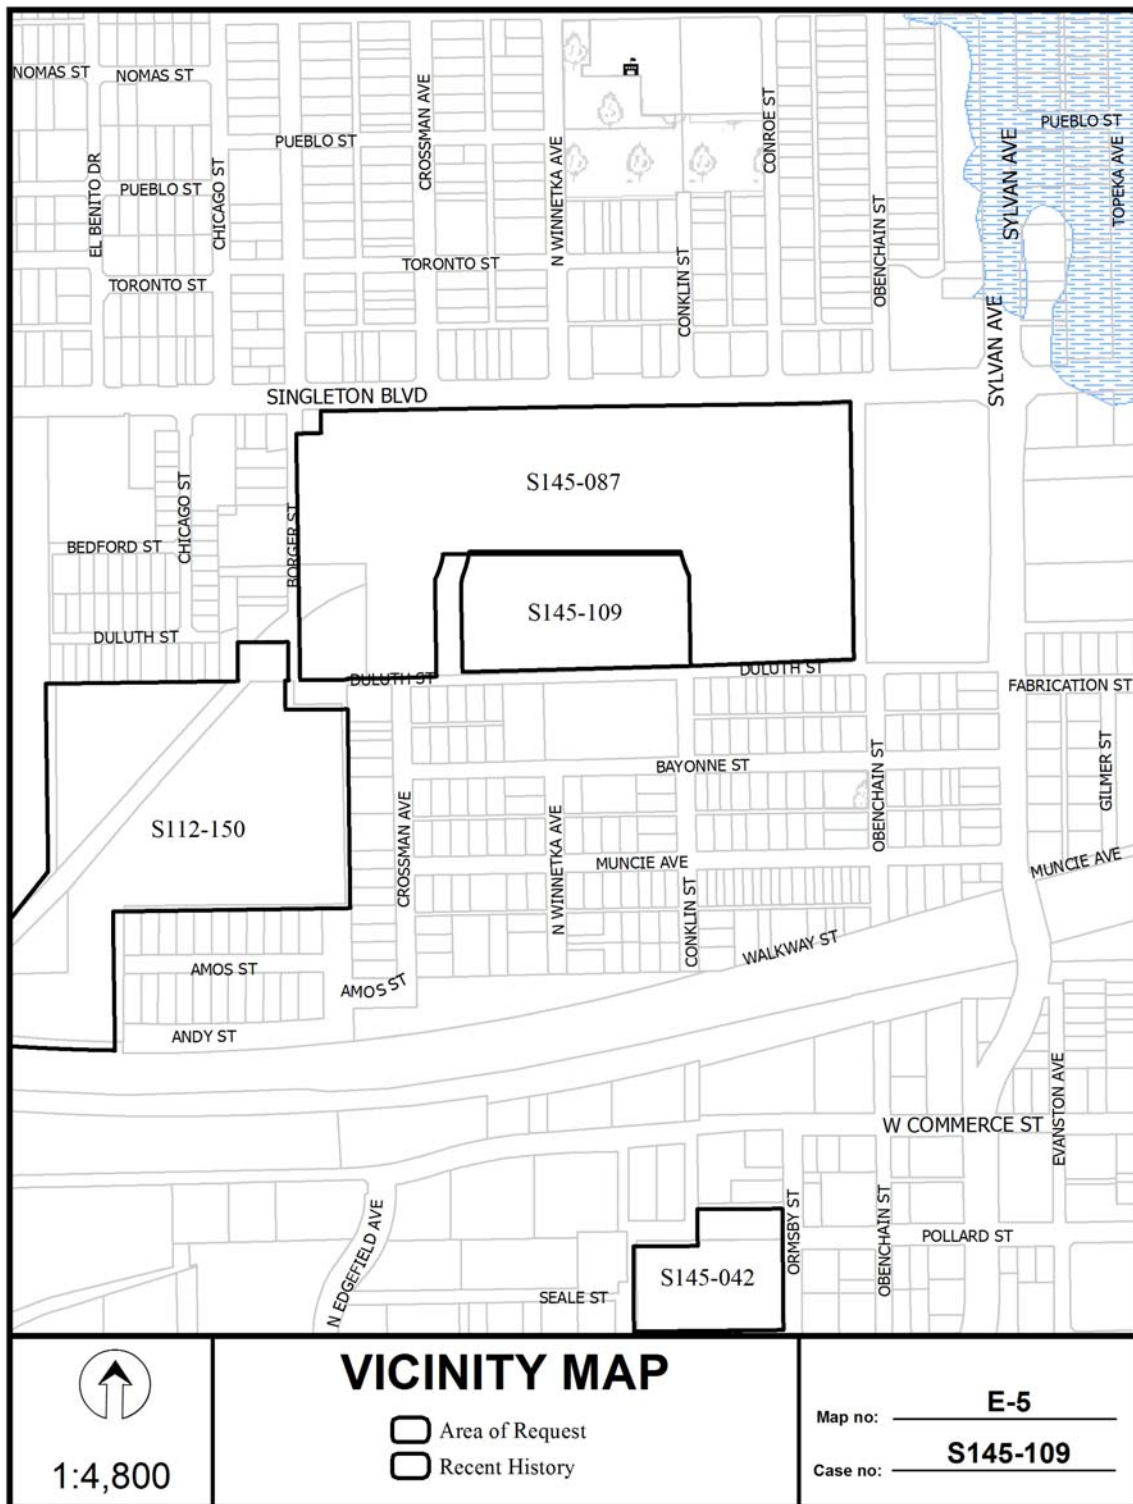 NOMAS ST
NOMAS ST
PUEBLO ST
CROSSMAN AVE
N WINNETKA AVE
CONROE ST
PUEBLO ST
SYLVAN AVE
TOPEKA AVE
EL BENITO DR
PUEBLO ST
CHICAGO ST
OBENCHAIN ST
TORONTO ST
CONKLIN ST
TORONTO ST
SYLVAN AVE
SINGLETON BLVD
S145-087
CHICAGO ST
BORGER ST
BEDFORD ST
S145-109
DULUTH ST
DULUTH ST
DULUTH ST
FABRICATION ST
GILMER ST
BAYONNE ST
OBENCHAIN ST
S112-150
CROSSMAN AVE
N WINNETKA AVE
MUNCIE AVE
MUNCIE AVE
CONKLIN ST
WALKWAY ST
AMOS ST
AMOS ST
ANDY ST
EVANSTON AVE
W COMMERCE ST
ORMSBY ST
OBENCHAIN ST
POLLARD ST
N EDGEFIELD AVE
S145-042
SEALE ST
1:4,800
VICINITY MAP
Area of Request
Recent History
Map no: E-5
Case no: S145-109